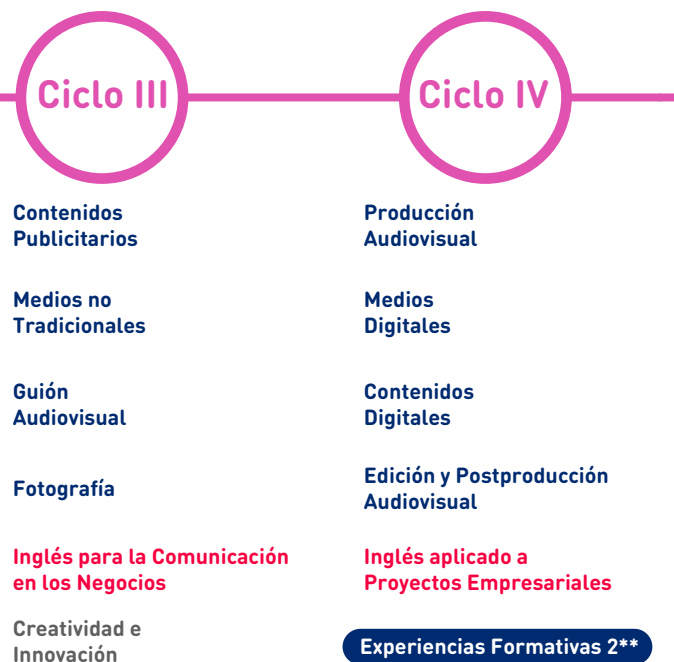 Ciclo III
Contenidos
Publicitarios
Medios no
Tradicionales
Guión
Audiovisual
Fotografía
Inglés para la Comunicación
en los Negocios
Creatividad e
Innovación
Ciclo IV
Producción
Audiovisual
Medios
Digitales
Contenidos
Digitales
Edición y Postproducción
Audiovisual
Inglés aplicado a
Proyectos Empresariales
Experiencias Formativas 2**